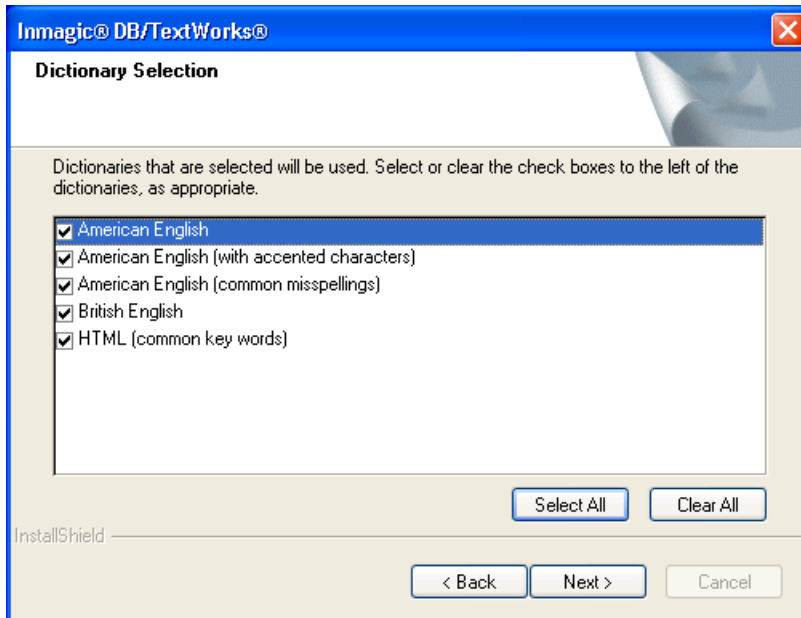 Inmagic® DB/TextWorks®
Dictionary Selection
Dictionaries that are selected will be used. Select or clear the check boxes to the left of the
dictionaries, as appropriate.
American English
American English (with accented characters)
American English (common misspellings)
British English
HTML (common key words)
Select All
Clear All
InstallShield
< Back
Next >
Cancel